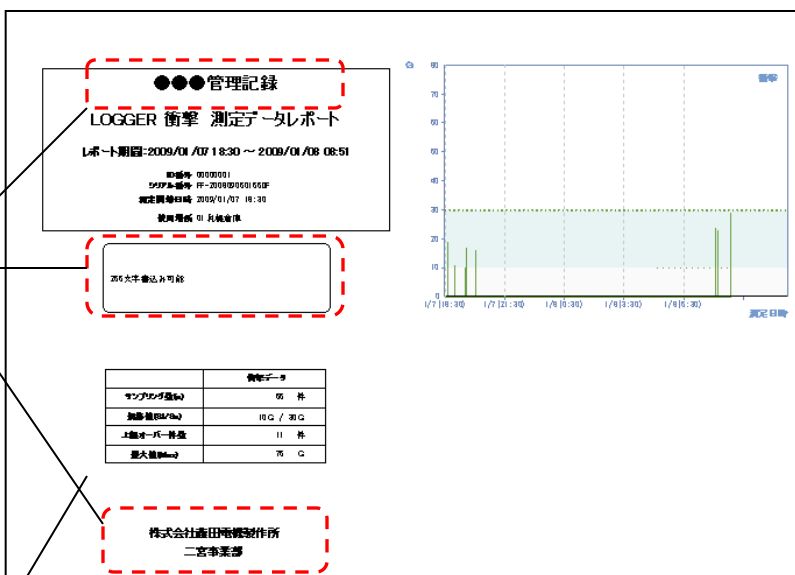 ●●●管理記録
LOGGER 衝撃 測定データレポート
レポート期間:2009/01/07 18:30 ～ 2009/01/08 08:51
ID番号 00000001
シリアル番号
測定開始日時 2009/01/07 18:30
使用場所 01 札幌倉庫
256文字書込み可能
衝撃データ
サンプリング数(n) 件
規格値 10G / 30G
上限オーバー件数 11 件
最大値 75 G
株式会社 田電機製作所
二宮事業部
G
衝撃
80
70
60
50
40
30
20
10
0
1/7(18:30) 1/7(21:30) 1/8(0:30) 1/8(3:30) 1/8(6:30)
測定日時